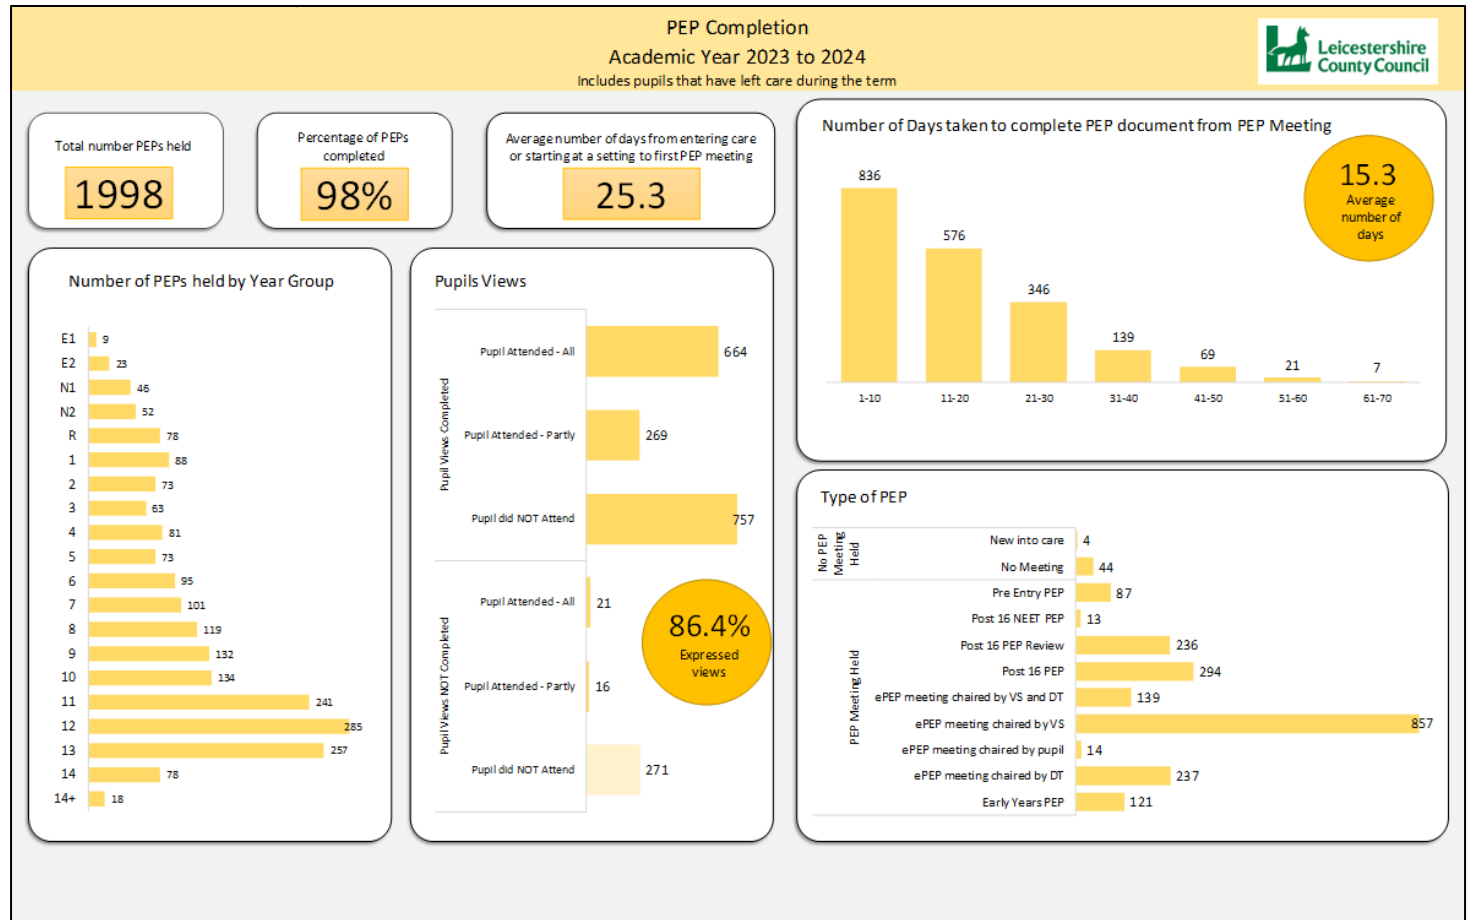 PEP Completion
Academic Year 2023 to 2024
Includes pupils that have left care during the term
Leicestershire
County Council
Total number PEPs held
1998
Percentage of PEPs
completed
98%
Average number of days from entering care
or starting at a setting to first PEP meeting
25.3
Number of Days taken to complete PEP document from PEP Meeting
15.3
Average
number of
days
836
576
346
139
69
21
7
1-10 11-20 21-30 31-40 41-50 51-60 61-70
Number of PEPs held by Year Group
E1 9
E2 23
N1 46
N2 52
R 78
1 88
2 73
3 63
4 81
5 73
6 95
7 101
8 119
9 132
10 134
11 241
12 285
13 257
14 78
14+ 18
Pupils Views
Pupil Views Completed
Pupil Attended - All 664
Pupil Attended - Partly 269
Pupil did NOT Attend 757
Pupil Views NOT Completed
Pupil Attended - All 21
Pupil Attended - Partly 16
Pupil did NOT Attend 271
86.4%
Expressed
views
Type of PEP
No PEP
Meeting
Held
New into care 4
No Meeting 44
PEP Meeting Held
Pre Entry PEP 87
Post 16 NEET PEP 13
Post 16 PEP Review 236
Post 16 PEP 294
ePEP meeting chaired by VS and DT 139
ePEP meeting chaired by VS 857
ePEP meeting chaired by pupil 14
ePEP meeting chaired by DT 237
Early Years PEP 121